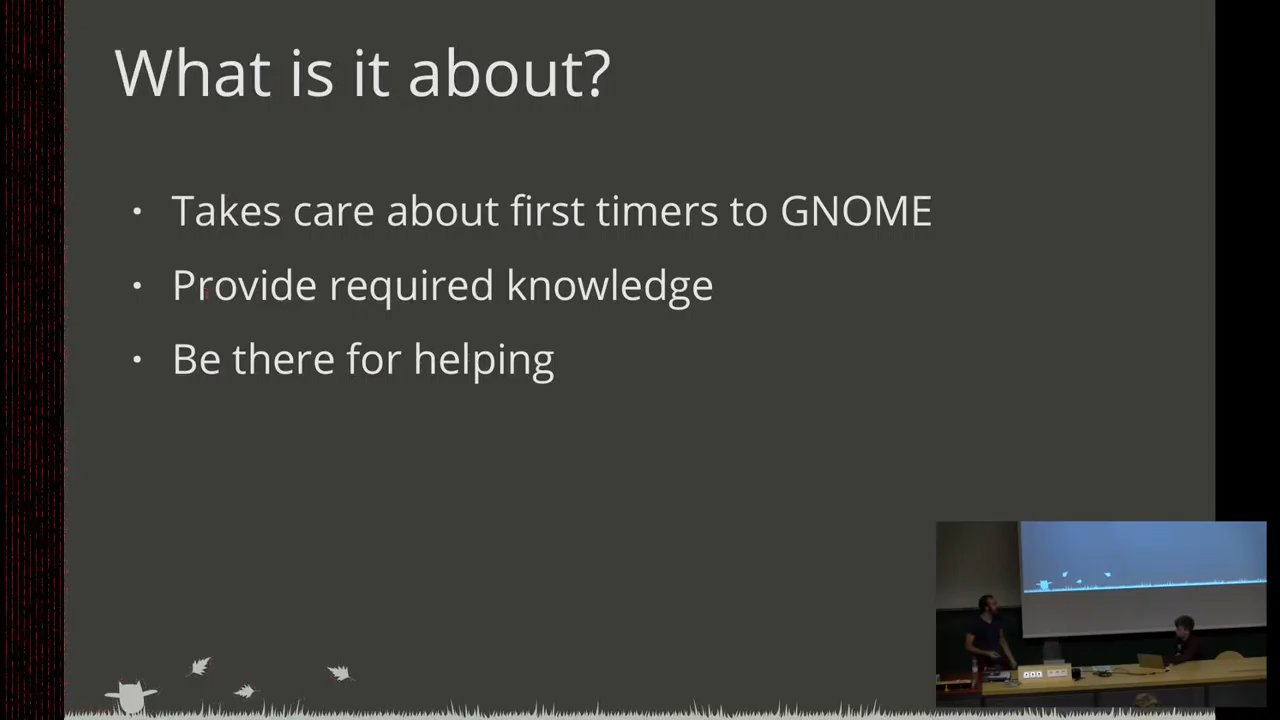 What is it about?
• Takes care about first timers to GNOME
• Provide required knowledge
• Be there for helping